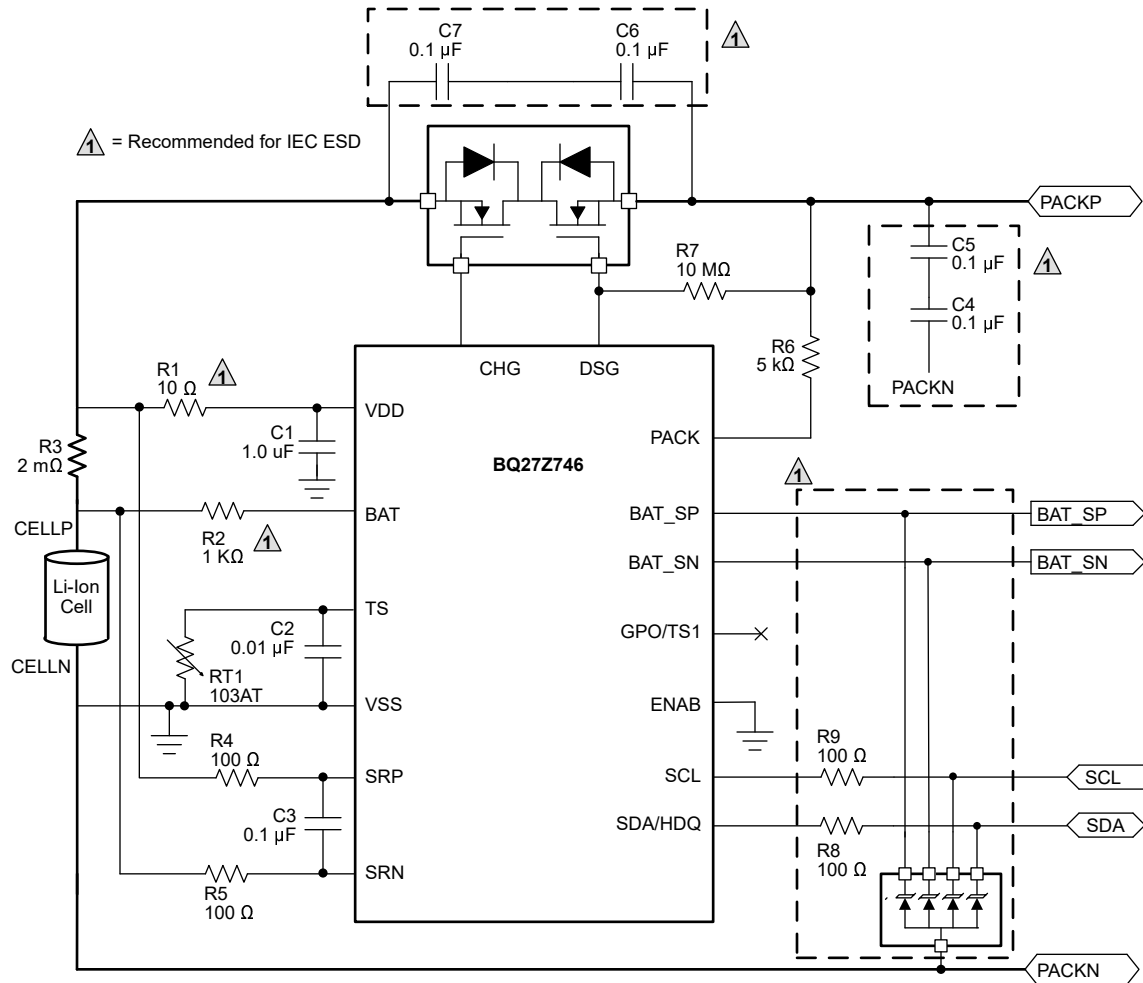 C7
0.1 µF
C6
0.1 µF
1
1 = Recommended for IEC ESD
PACKP
R7
10 MΩ
C5
0.1 µF
1
C4
0.1 µF
PACKN
R6
5 kΩ
CHG
DSG
R1
10 Ω
1
VDD
C1
1.0 uF
PACK
R3
2 mΩ
BQ27Z746
1
BAT
R2
1 KΩ
1
BAT_SP
BAT_SP
CELLP
BAT_SN
BAT_SN
Li-Ion
Cell
TS
C2
0.01 µF
GPO/TS1
CELLN
RT1
103AT
VSS
ENAB
R4
100 Ω
R9
100 Ω
SRP
SCL
SCL
C3
0.1 µF
SDA/HDQ
SDA
R8
100 Ω
SRN
R5
100 Ω
PACKN